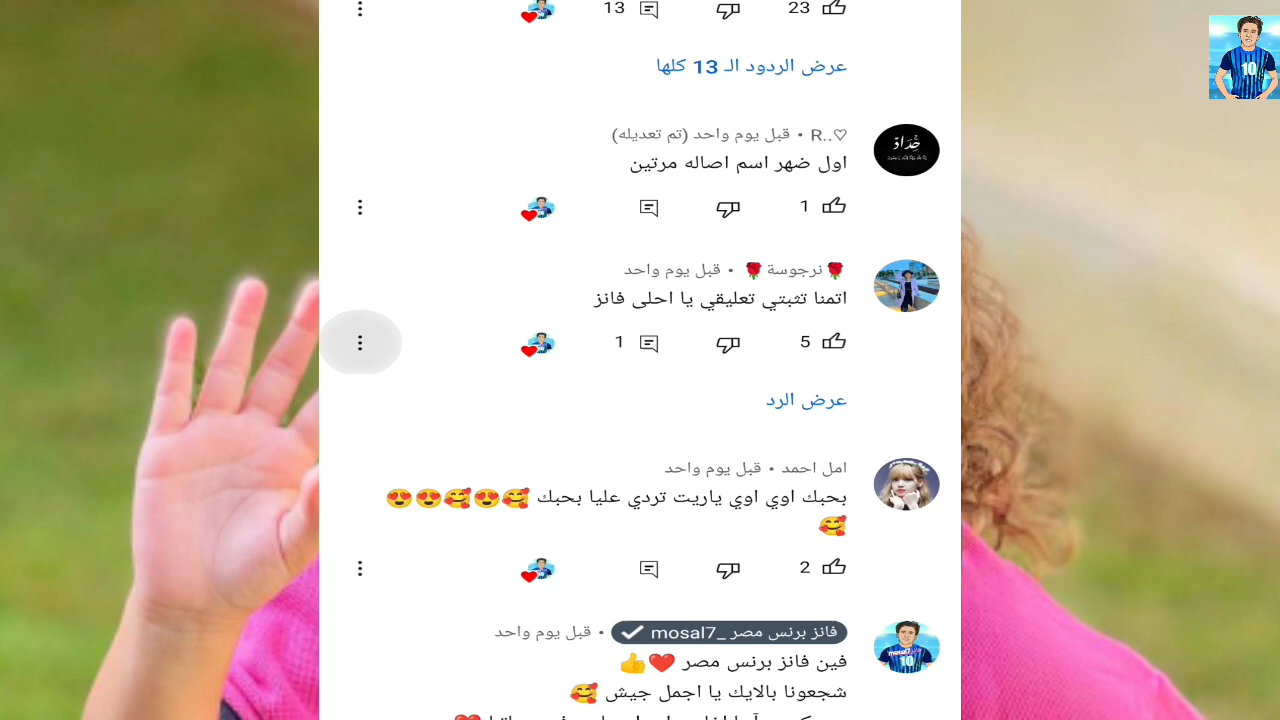 13
23
عرض الردود الـ 13 كلها
R..♡ • قبل يوم واحد (تم تعديله)
اول ضهر اسم اصاله مرتين
1
🌹نرجوسة🌹 • قبل يوم واحد
اتمنا تثبتي تعليقي يا احلى فانز
1
5
عرض الرد
امل احمد • قبل يوم واحد
بحبك اوي اوي ياريت تردي عليا بحبك 🥰😍🥰😍😍
🥰
2
فانز برنس مصر _mosal7 ✔ • قبل يوم واحد
فين فانز برنس مصر ❤️👍
شجعونا بالايك يا اجمل جيش 🥰
10